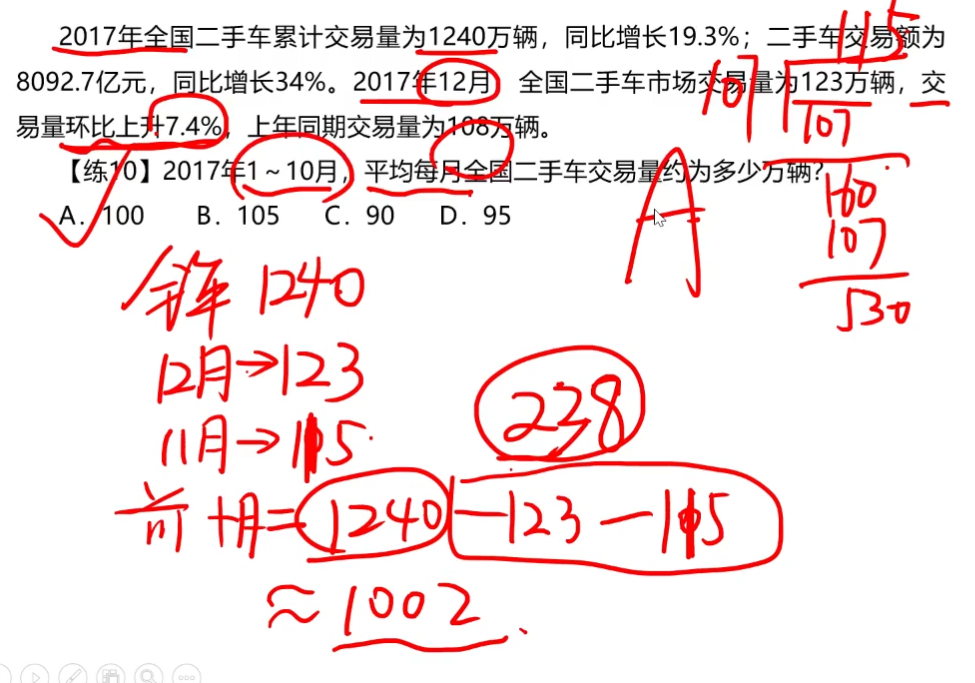 2017年全国二手车累计交易量为1240万辆，同比增长19.3%；二手车交易额为
8092.7亿元，同比增长34%。2017年12月，全国二手车市场交易量为123万辆，交
易量环比上升7.4%，上年同期交易量为108万辆。
【练10】2017年1～10月，平均每月全国二手车交易量约为多少万辆？
A．100 B．105 C．90 D．95
115
107
107
160
107
530
A
全年 1240
12月→123
11月→115
238
前十月=1240-123-115
≈1002